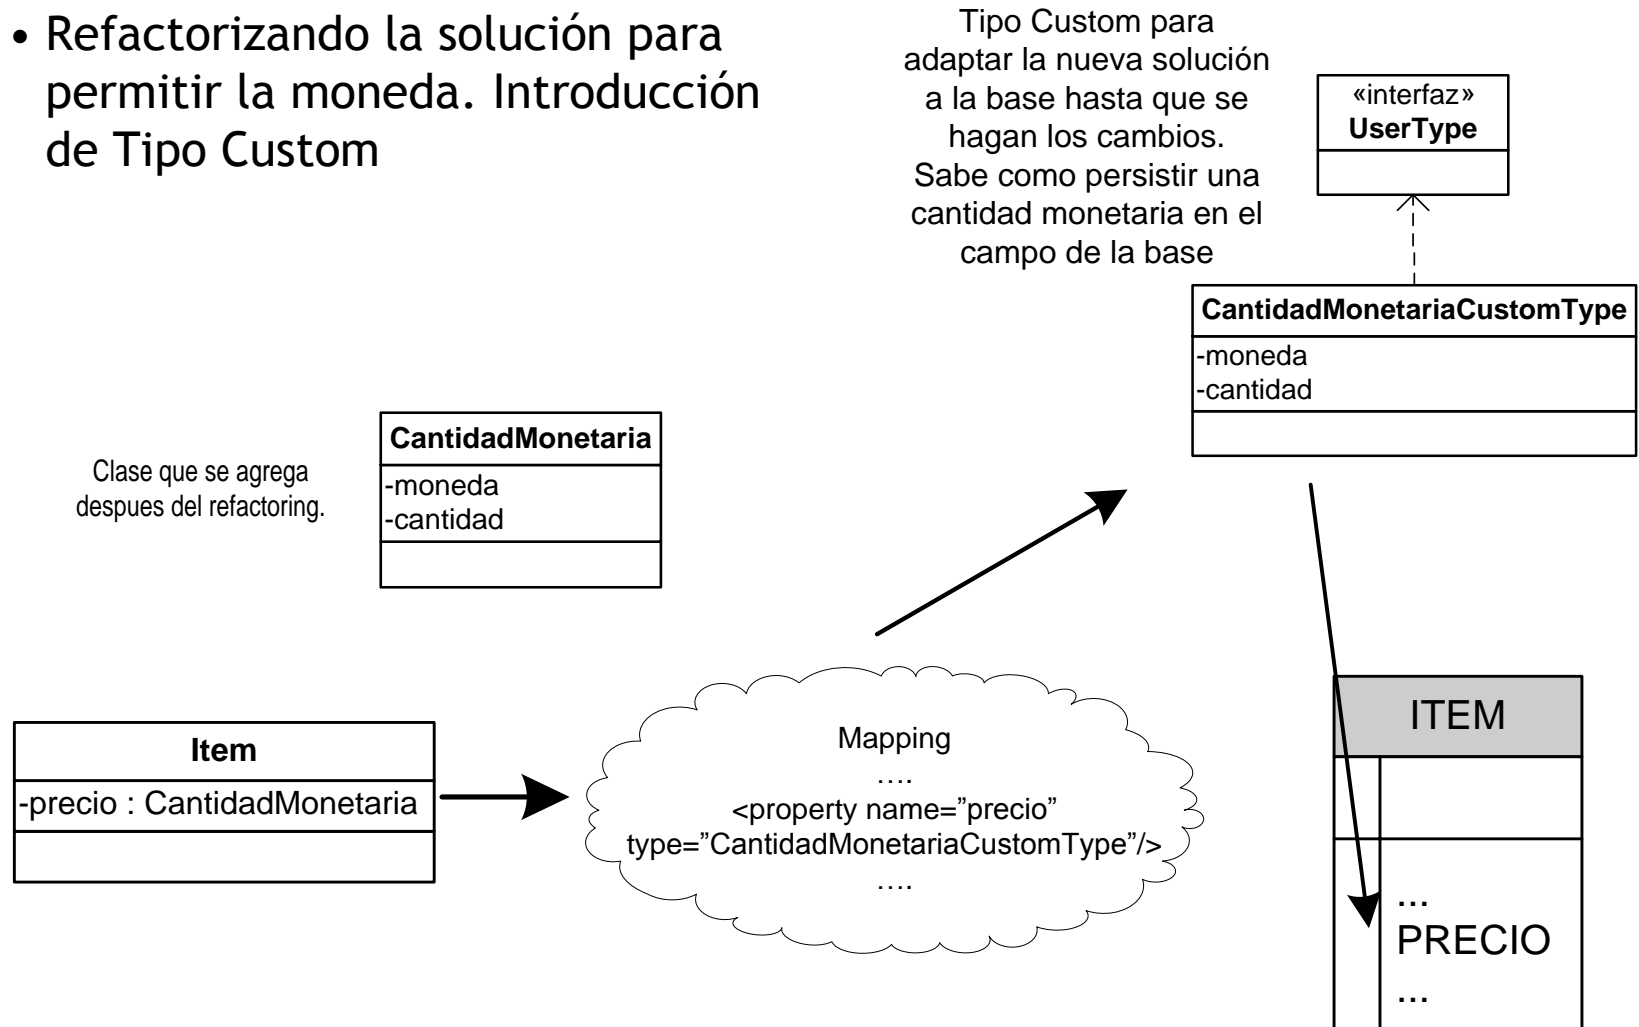 • Refactorizando la solución para
permitir la moneda. Introducción
de Tipo Custom
Tipo Custom para
adaptar la nueva solución
a la base hasta que se
hagan los cambios.
Sabe como persistir una
cantidad monetaria en el
campo de la base
«interfaz»
UserType
CantidadMonetariaCustomType
-moneda
-cantidad
Clase que se agrega
despues del refactoring.
CantidadMonetaria
-moneda
-cantidad
Item
-precio : CantidadMonetaria
Mapping
….
<property name=”precio”
type=”CantidadMonetariaCustomType”/>
….
ITEM
...
PRECIO
...